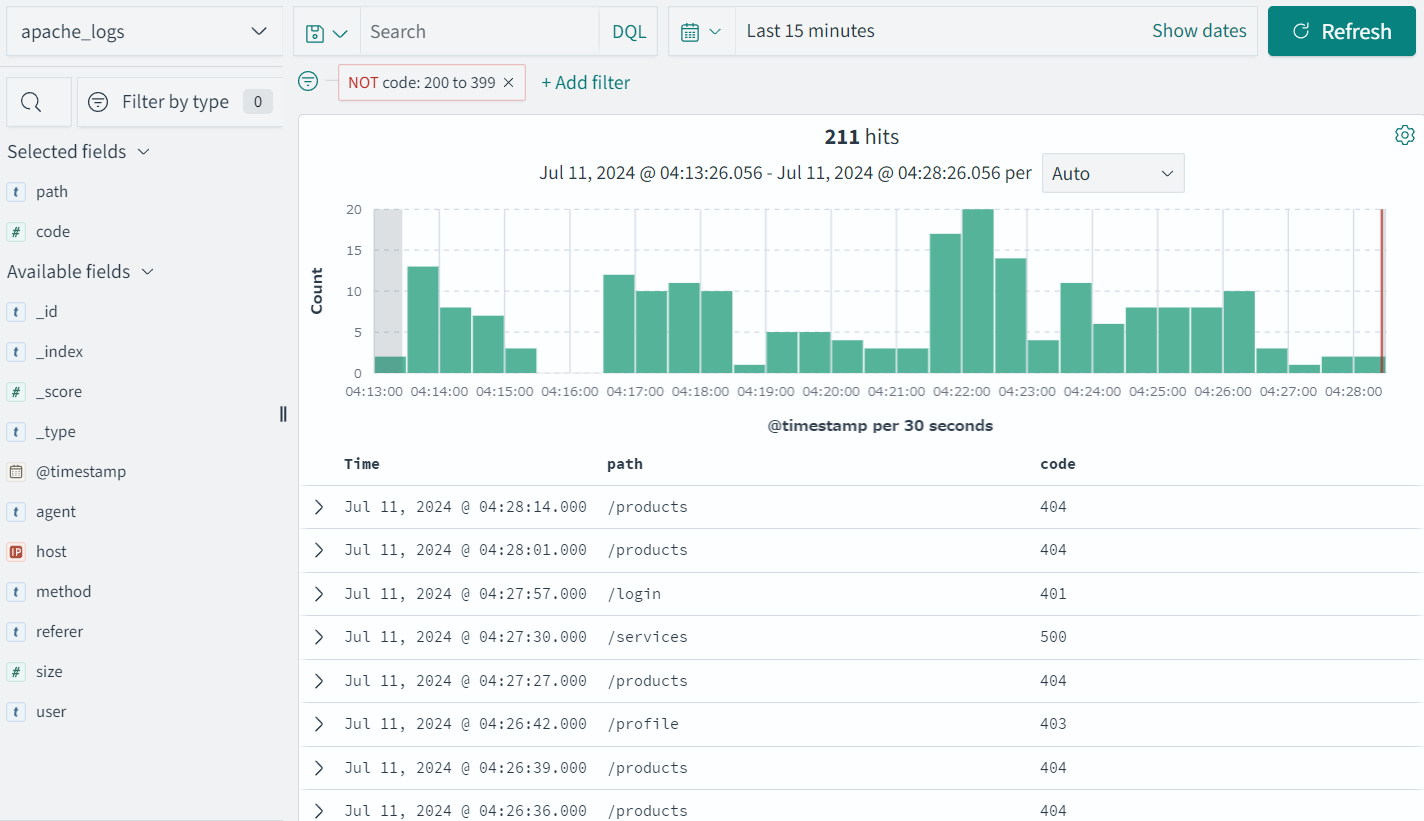 apache_logs
Search DQL
Last 15 minutes Show dates
Refresh
NOT code: 200 to 399 × + Add filter
Filter by type 0
Selected fields
t path
# code
Available fields
t _id
t _index
# _score
t _type
@timestamp
t agent
IP host
t method
t referer
# size
t user
211 hits
Jul 11, 2024 @ 04:13:26.056 - Jul 11, 2024 @ 04:28:26.056 per Auto
Count
20
15
10
5
0
04:13:00 04:14:00 04:15:00 04:16:00 04:17:00 04:18:00 04:19:00 04:20:00 04:21:00 04:22:00 04:23:00 04:24:00 04:25:00 04:26:00 04:27:00 04:28:00
@timestamp per 30 seconds
Time path code
Jul 11, 2024 @ 04:28:14.000 /products 404
Jul 11, 2024 @ 04:28:01.000 /products 404
Jul 11, 2024 @ 04:27:57.000 /login 401
Jul 11, 2024 @ 04:27:30.000 /services 500
Jul 11, 2024 @ 04:27:27.000 /products 404
Jul 11, 2024 @ 04:26:42.000 /profile 403
Jul 11, 2024 @ 04:26:39.000 /products 404
Jul 11, 2024 @ 04:26:36.000 /products 404